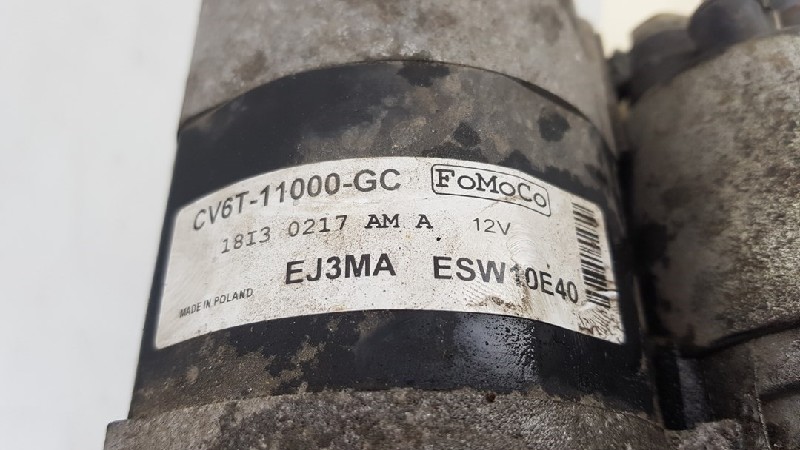 CV6T-11000-GC FoMoCo
18I3 0217 AM A 12V
EJ3MA ESW10E40
MADE IN POLAND